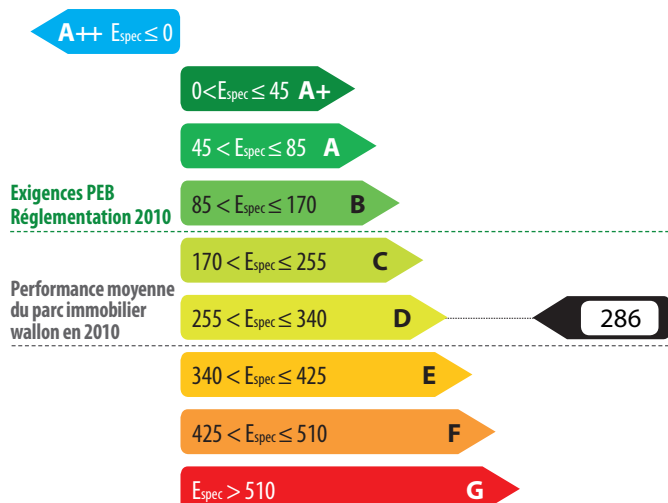 A++ Espec ≤ 0
0<Espec ≤ 45 A+
45 < Espec ≤ 85 A
Exigences PEB
Réglementation 2010
85 < Espec ≤ 170 B
170 < Espec ≤ 255 C
Performance moyenne
du parc immobilier
wallon en 2010
255 < Espec ≤ 340 D
286
340 < Espec ≤ 425 E
425 < Espec ≤ 510 F
Espec > 510 G